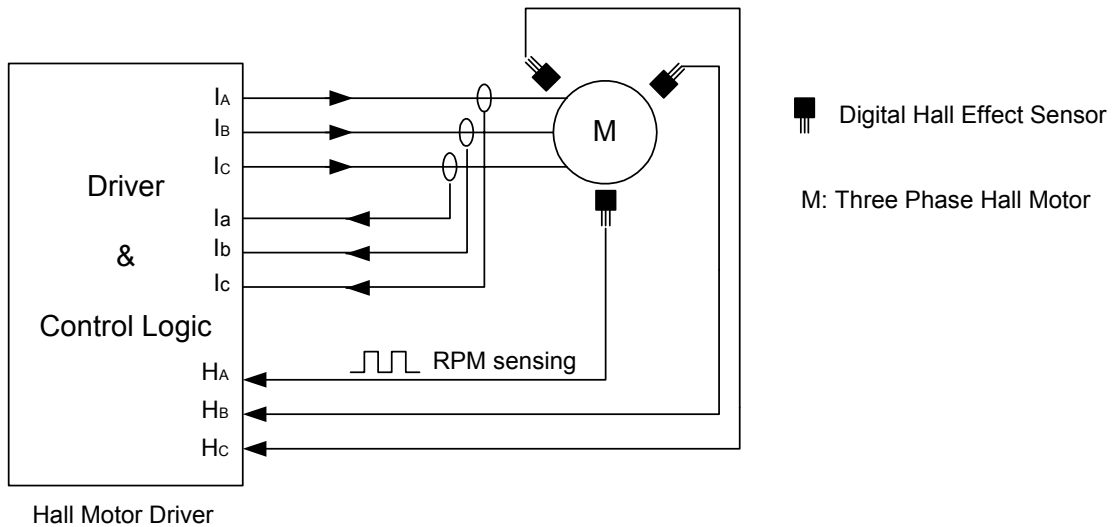 IA
IB
IC
Driver
&
Control Logic
Ia
Ib
Ic
HA
HB
HC
RPM sensing
M
Digital Hall Effect Sensor
M: Three Phase Hall Motor
Hall Motor Driver